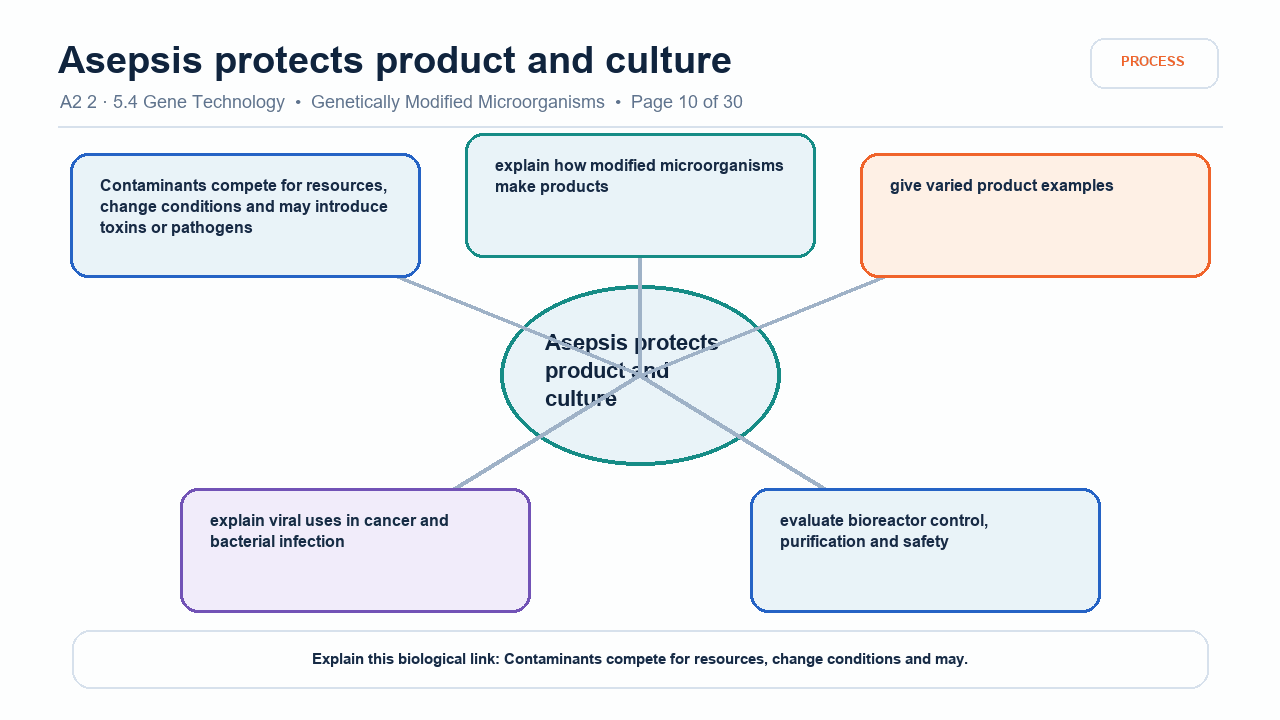 Asepsis protects product and culture
PROCESS
A2 2 · 5.4 Gene Technology • Genetically Modified Microorganisms • Page 10 of 30
Contaminants compete for resources,
change conditions and may introduce
toxins or pathogens
explain how modified microorganisms
make products
give varied product examples
Asepsis protects
product and
culture
explain viral uses in cancer and
bacterial infection
evaluate bioreactor control,
purification and safety
Explain this biological link: Contaminants compete for resources, change conditions and may.